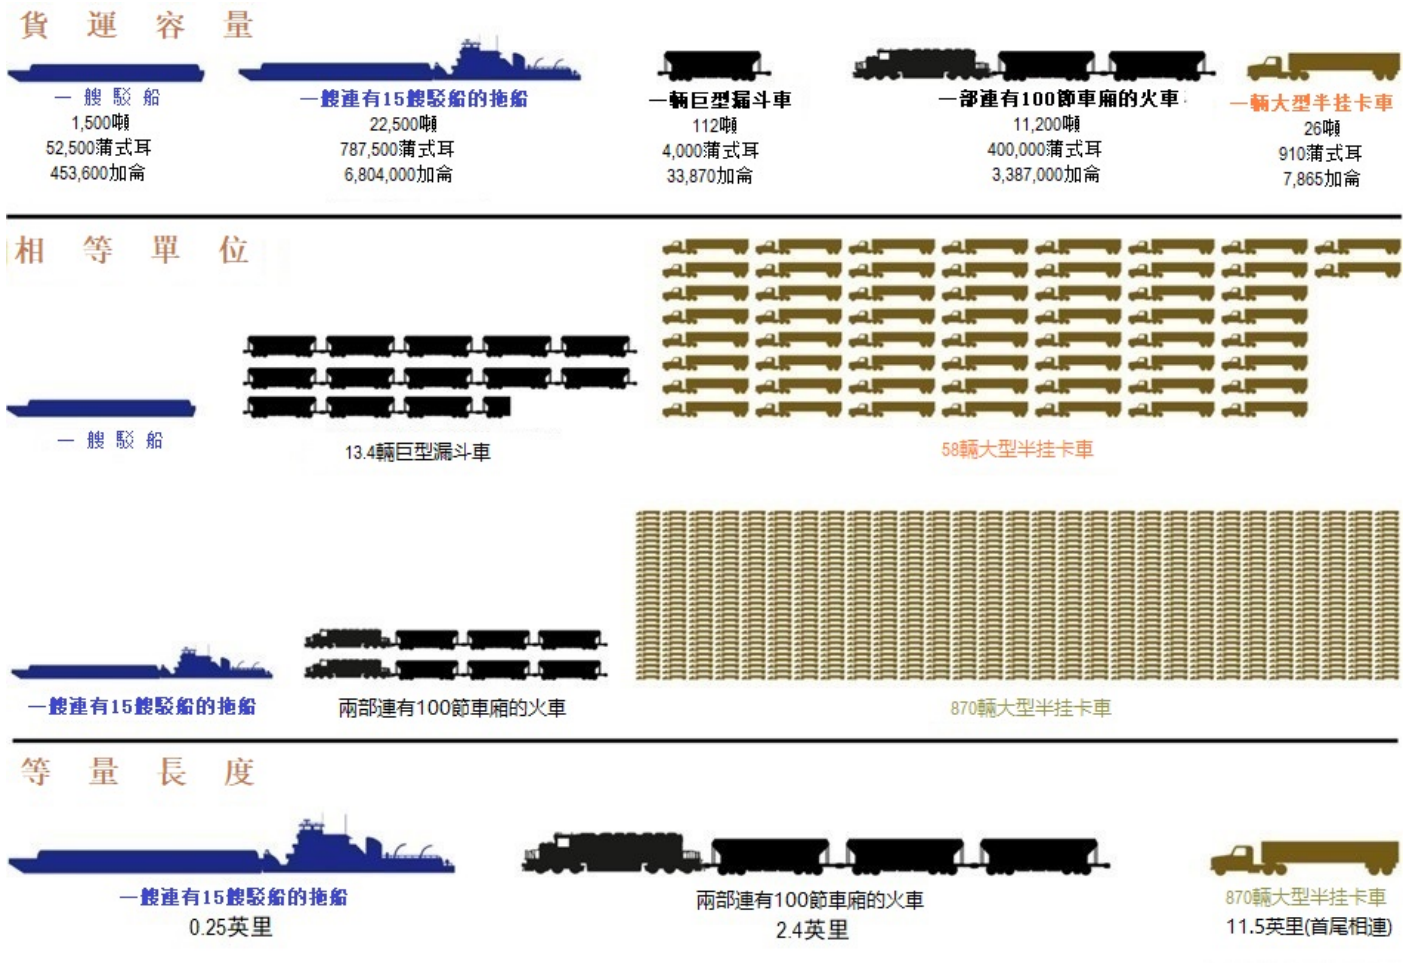 貨運容量
一艘駁船
1,500噸
52,500蒲式耳
453,600加侖
一艘連有15艘駁船的拖船
22,500噸
787,500蒲式耳
6,804,000加侖
一輛巨型漏斗車
112噸
4,000蒲式耳
33,870加侖
一部連有100節車廂的火車
11,200噸
400,000蒲式耳
3,387,000加侖
一輛大型半挂卡車
26噸
910蒲式耳
7,865加侖
相等單位
一艘駁船
13.4輛巨型漏斗車
58輛大型半挂卡車
一艘連有15艘駁船的拖船
兩部連有100節車廂的火車
870輛大型半挂卡車
等量長度
一艘連有15艘駁船的拖船
0.25英里
兩部連有100節車廂的火車
2.4英里
870輛大型半挂卡車
11.5英里(首尾相連)